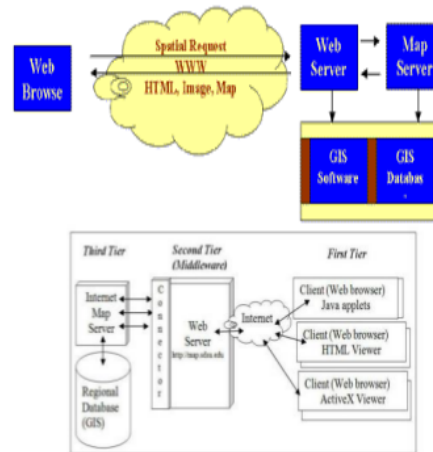 Spatial Request
WWW
HTML, Image, Map
Web
Browse
Web
Server
Map
Server
GIS
Software
GIS
Databas
Third Tier
Second Tier
(Middleware)
First Tier
Internet
Map
Server
Connector
Web
Server
Internet
Client (Web browser)
Java applets
Client (Web browser)
HTML Viewer
Client (Web browser)
ActiveX Viewer
Regional
Database
(GIS)